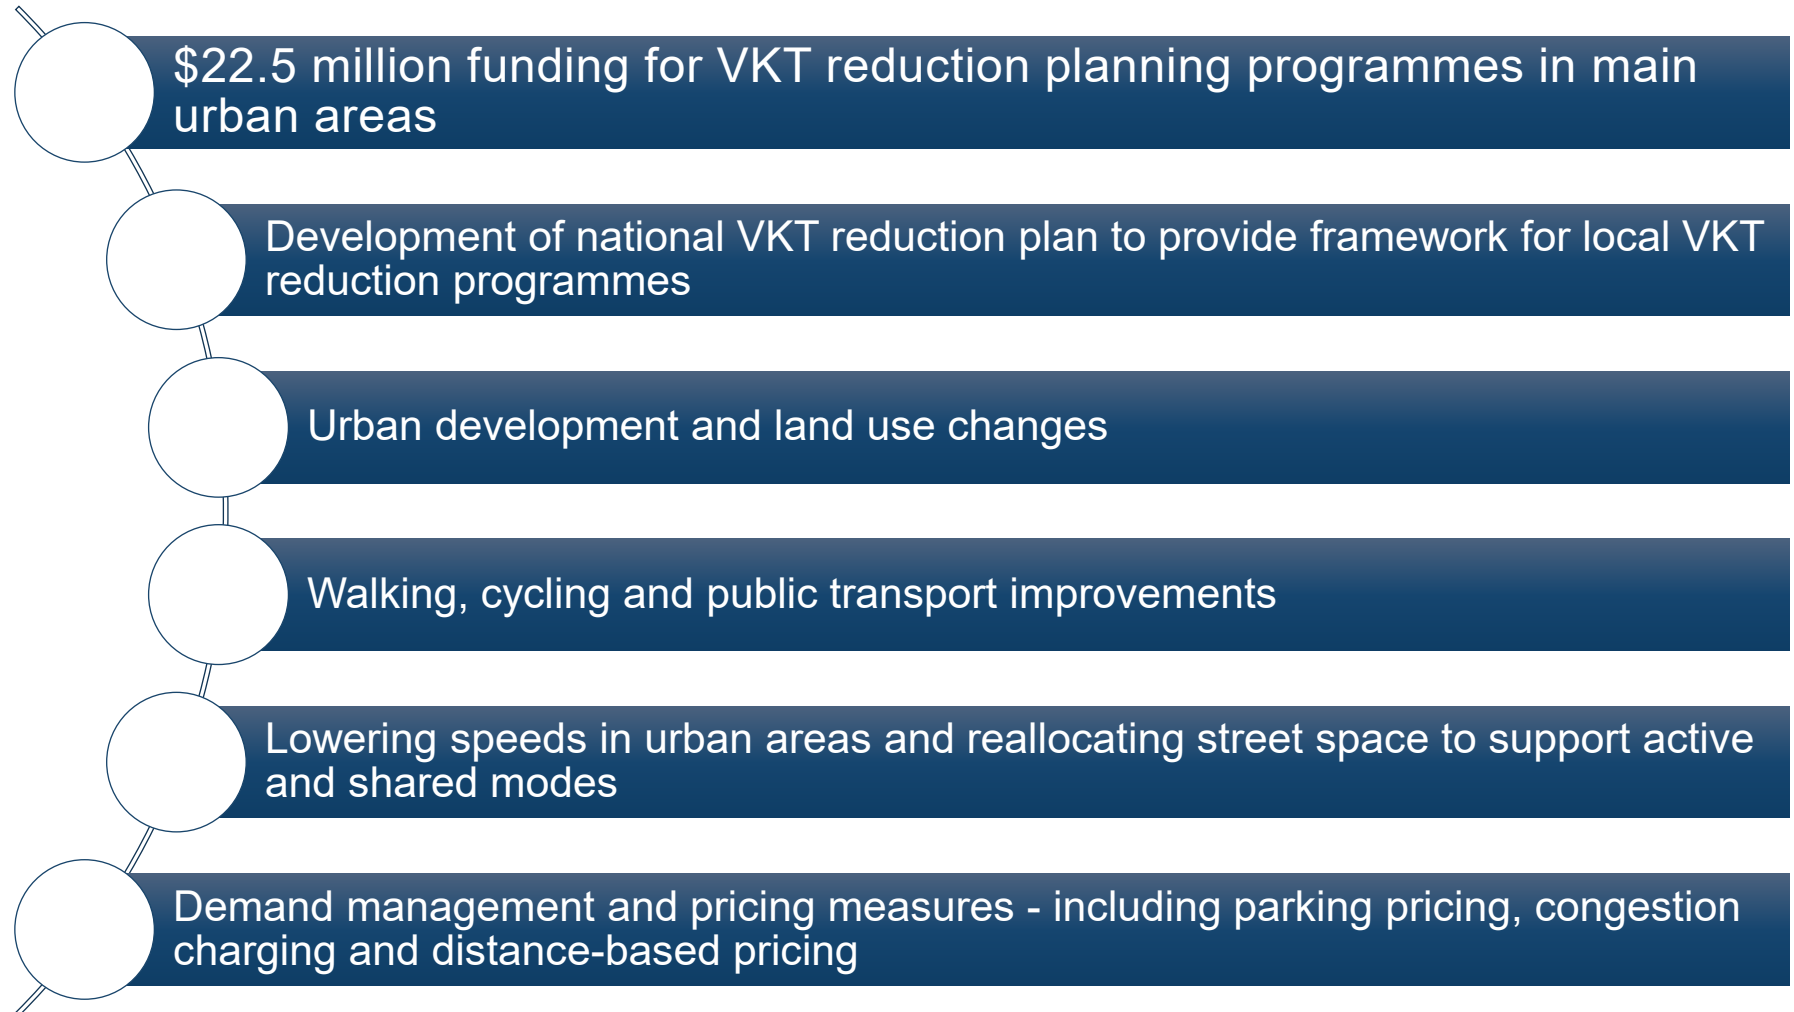 $22.5 million funding for VKT reduction planning programmes in main
urban areas
Development of national VKT reduction plan to provide framework for local VKT
reduction programmes
Urban development and land use changes
Walking, cycling and public transport improvements
Lowering speeds in urban areas and reallocating street space to support active
and shared modes
Demand management and pricing measures - including parking pricing, congestion
charging and distance-based pricing